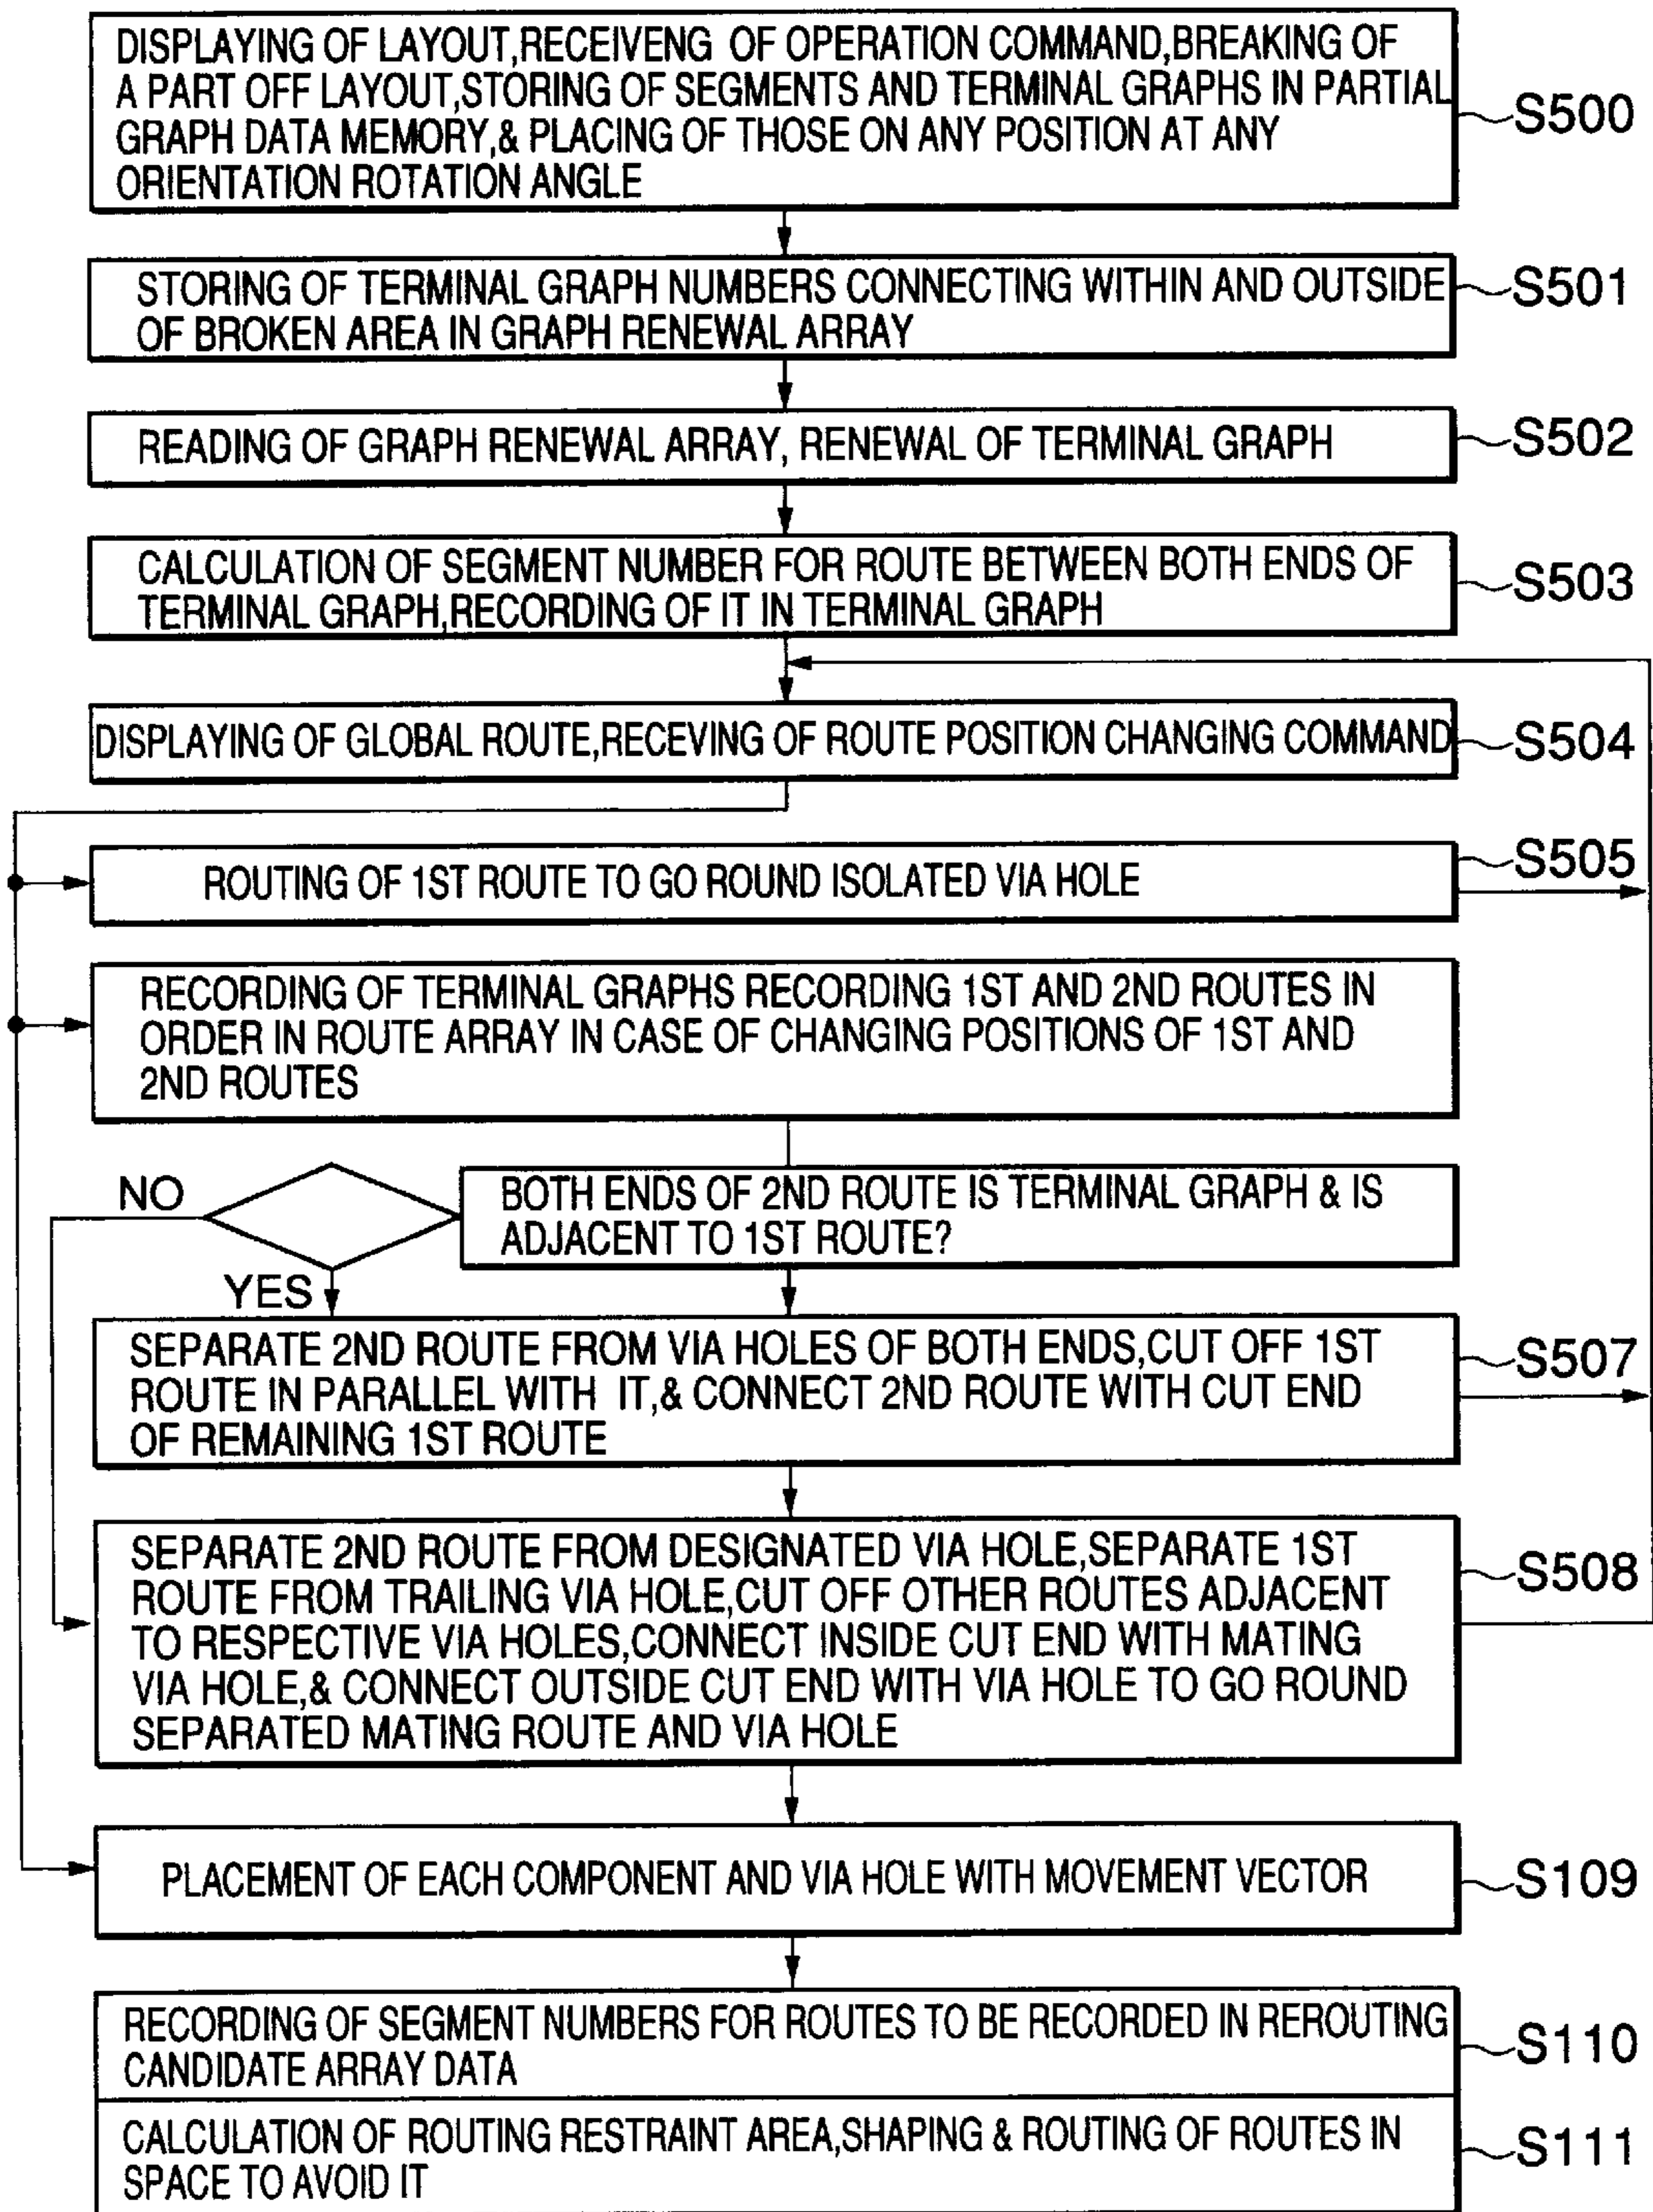 DISPLAYING OF LAYOUT,RECEIVENG OF OPERATION COMMAND,BREAKING OF
A PART OFF LAYOUT,STORING OF SEGMENTS AND TERMINAL GRAPHS IN PARTIAL
GRAPH DATA MEMORY,& PLACING OF THOSE ON ANY POSITION AT ANY
ORIENTATION ROTATION ANGLE
S500
STORING OF TERMINAL GRAPH NUMBERS CONNECTING WITHIN AND OUTSIDE
OF BROKEN AREA IN GRAPH RENEWAL ARRAY
S501
READING OF GRAPH RENEWAL ARRAY, RENEWAL OF TERMINAL GRAPH
S502
CALCULATION OF SEGMENT NUMBER FOR ROUTE BETWEEN BOTH ENDS OF
TERMINAL GRAPH,RECORDING OF IT IN TERMINAL GRAPH
S503
DISPLAYING OF GLOBAL ROUTE,RECEVING OF ROUTE POSITION CHANGING COMMAND
S504
ROUTING OF 1ST ROUTE TO GO ROUND ISOLATED VIA HOLE
S505
RECORDING OF TERMINAL GRAPHS RECORDING 1ST AND 2ND ROUTES IN
ORDER IN ROUTE ARRAY IN CASE OF CHANGING POSITIONS OF 1ST AND
2ND ROUTES
NO
BOTH ENDS OF 2ND ROUTE IS TERMINAL GRAPH & IS
ADJACENT TO 1ST ROUTE?
YES
SEPARATE 2ND ROUTE FROM VIA HOLES OF BOTH ENDS,CUT OFF 1ST
ROUTE IN PARALLEL WITH IT,& CONNECT 2ND ROUTE WITH CUT END
OF REMAINING 1ST ROUTE
S507
SEPARATE 2ND ROUTE FROM DESIGNATED VIA HOLE,SEPARATE 1ST
ROUTE FROM TRAILING VIA HOLE,CUT OFF OTHER ROUTES ADJACENT
TO RESPECTIVE VIA HOLES,CONNECT INSIDE CUT END WITH MATING
VIA HOLE,& CONNECT OUTSIDE CUT END WITH VIA HOLE TO GO ROUND
SEPARATED MATING ROUTE AND VIA HOLE
S508
PLACEMENT OF EACH COMPONENT AND VIA HOLE WITH MOVEMENT VECTOR
S109
RECORDING OF SEGMENT NUMBERS FOR ROUTES TO BE RECORDED IN REROUTING
CANDIDATE ARRAY DATA
S110
CALCULATION OF ROUTING RESTRAINT AREA,SHAPING & ROUTING OF ROUTES IN
SPACE TO AVOID IT
S111